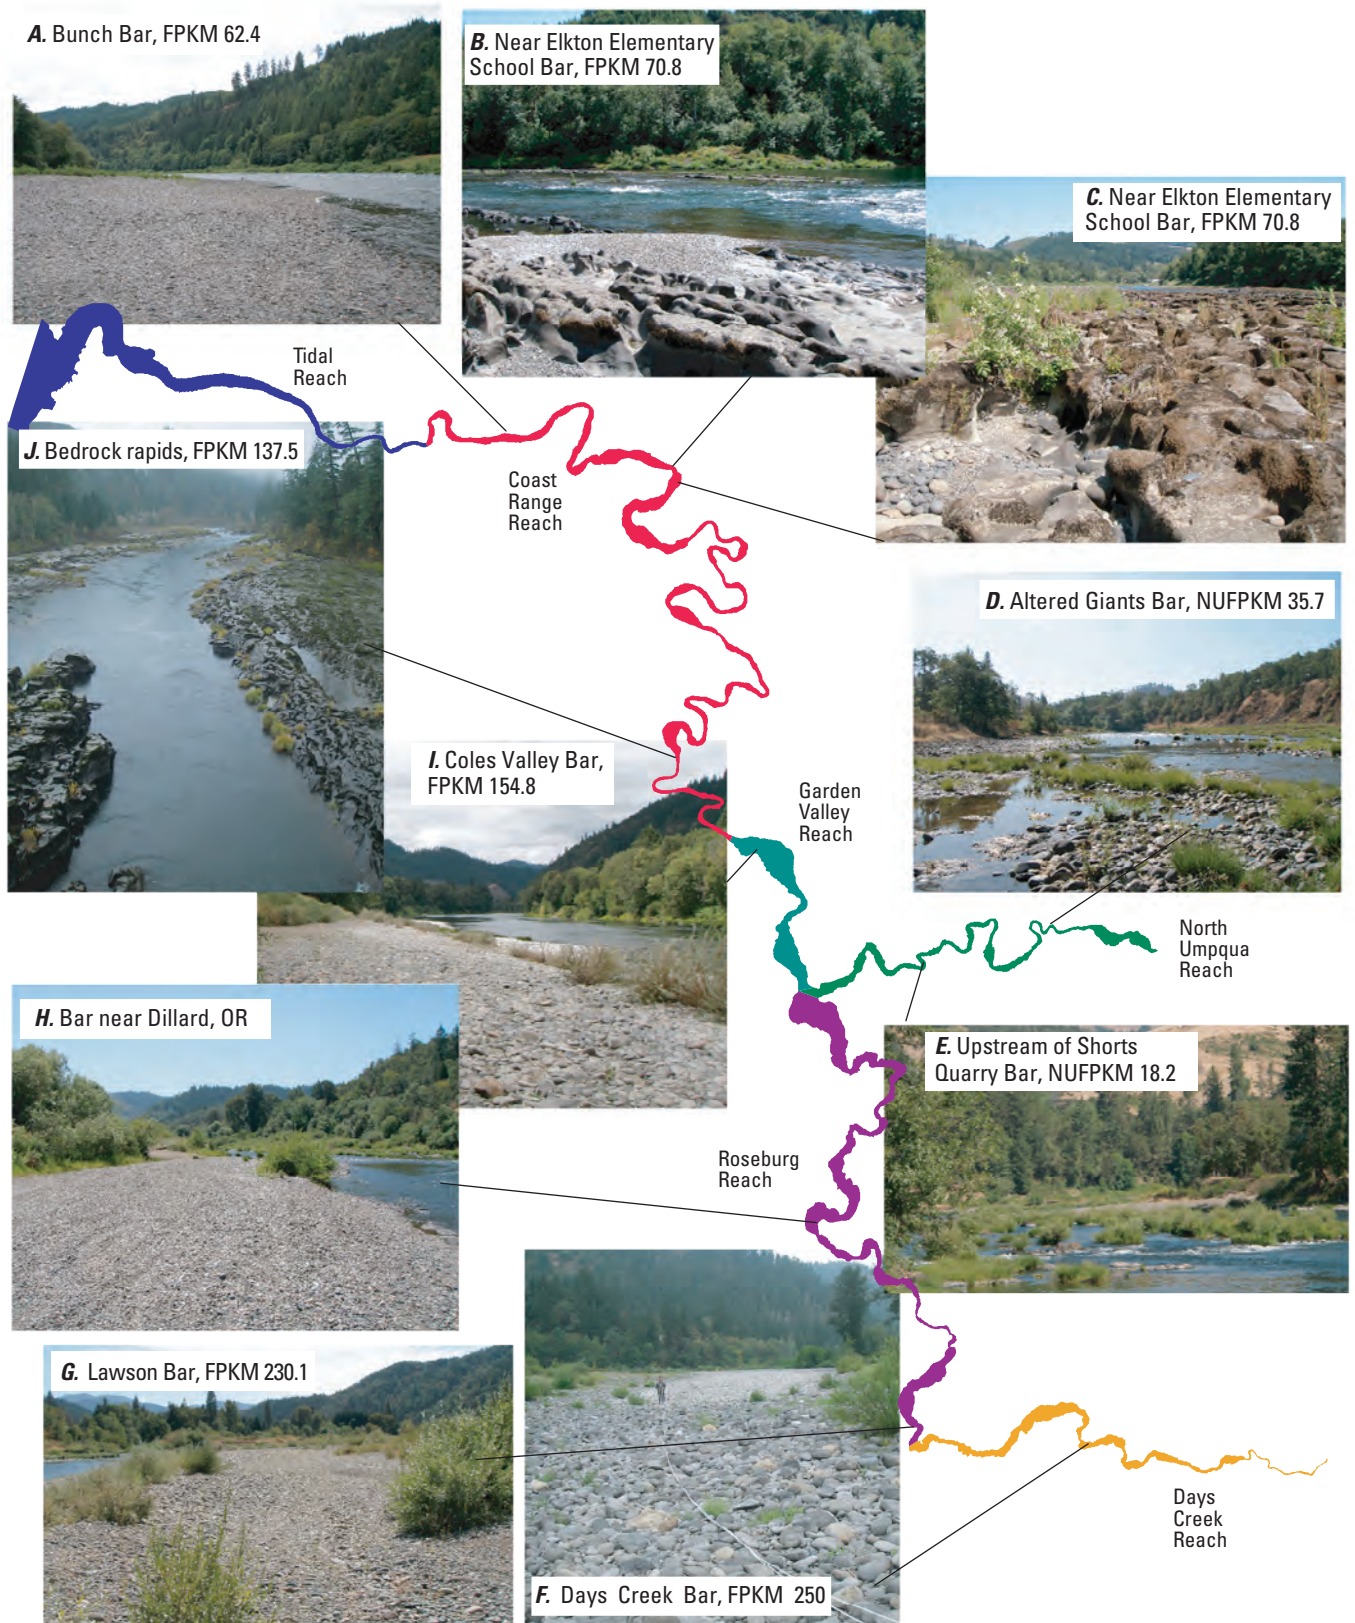 A. Bunch Bar, FPKM 62.4
B. Near Elkton Elementary
School Bar, FPKM 70.8
C. Near Elkton Elementary
School Bar, FPKM 70.8
Tidal
Reach
J. Bedrock rapids, FPKM 137.5
Coast
Range
Reach
D. Altered Giants Bar, NUFPKM 35.7
I. Coles Valley Bar,
FPKM 154.8
Garden
Valley
Reach
North
Umpqua
Reach
H. Bar near Dillard, OR
E. Upstream of Shorts
Quarry Bar, NUFPKM 18.2
Roseburg
Reach
G. Lawson Bar, FPKM 230.1
Days
Creek
Reach
F. Days Creek Bar, FPKM 250